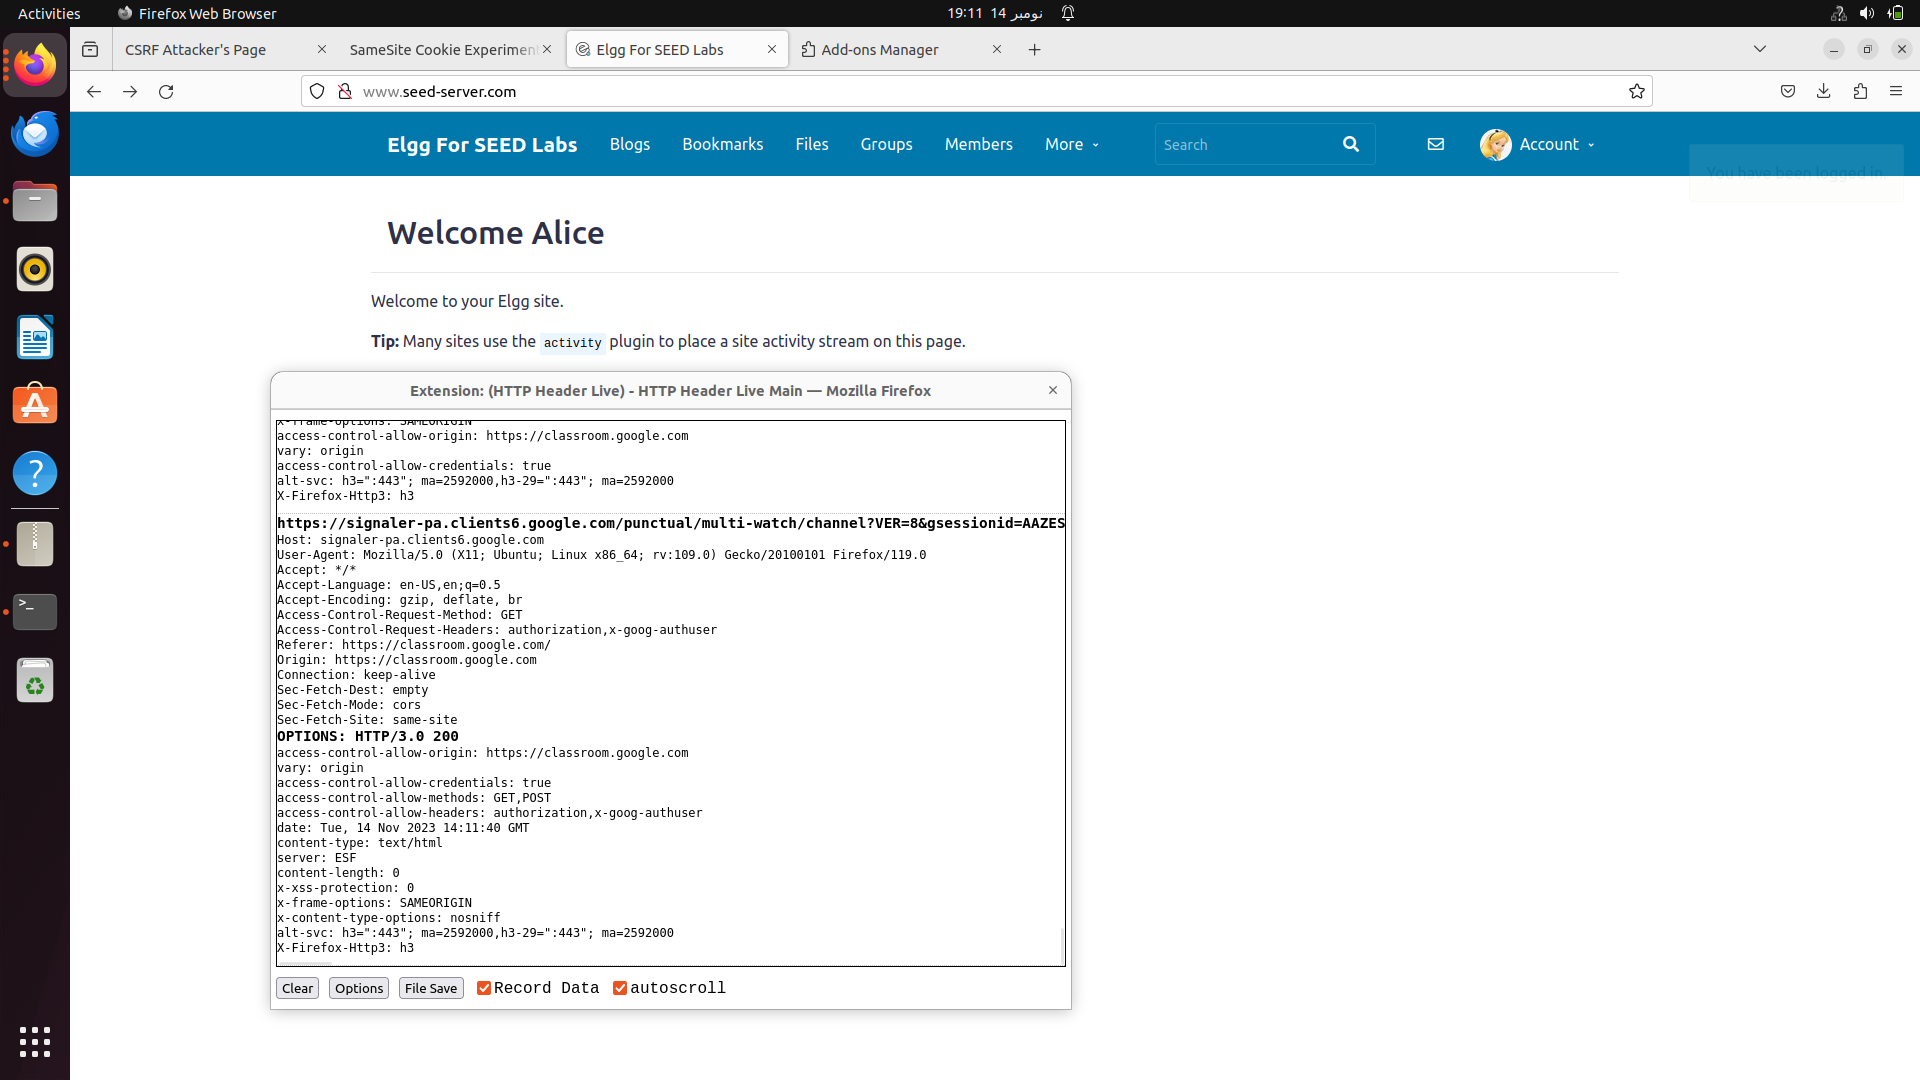 Activities Firefox Web Browser 19:11 14 نومبر
CSRF Attacker's Page SameSite Cookie Experimen Elgg For SEED Labs Add-ons Manager
www.seed-server.com
Elgg For SEED Labs Blogs Bookmarks Files Groups Members More Search Account
You have been logged in.
Welcome Alice
Welcome to your Elgg site.
Tip: Many sites use the activity plugin to place a site activity stream on this page.
Extension: (HTTP Header Live) - HTTP Header Live Main — Mozilla Firefox
x-frame-options: SAMEORIGIN
access-control-allow-origin: https://classroom.google.com
vary: origin
access-control-allow-credentials: true
alt-svc: h3=":443"; ma=2592000,h3-29=":443"; ma=2592000
X-Firefox-Http3: h3
https://signaler-pa.clients6.google.com/punctual/multi-watch/channel?VER=8&gsessionid=AAZES
Host: signaler-pa.clients6.google.com
User-Agent: Mozilla/5.0 (X11; Ubuntu; Linux x86_64; rv:109.0) Gecko/20100101 Firefox/119.0
Accept: */*
Accept-Language: en-US,en;q=0.5
Accept-Encoding: gzip, deflate, br
Access-Control-Request-Method: GET
Access-Control-Request-Headers: authorization,x-goog-authuser
Referer: https://classroom.google.com/
Origin: https://classroom.google.com
Connection: keep-alive
Sec-Fetch-Dest: empty
Sec-Fetch-Mode: cors
Sec-Fetch-Site: same-site
OPTIONS: HTTP/3.0 200
access-control-allow-origin: https://classroom.google.com
vary: origin
access-control-allow-credentials: true
access-control-allow-methods: GET,POST
access-control-allow-headers: authorization,x-goog-authuser
date: Tue, 14 Nov 2023 14:11:40 GMT
content-type: text/html
server: ESF
content-length: 0
x-xss-protection: 0
x-frame-options: SAMEORIGIN
x-content-type-options: nosniff
alt-svc: h3=":443"; ma=2592000,h3-29=":443"; ma=2592000
X-Firefox-Http3: h3
Clear Options File Save Record Data autoscroll